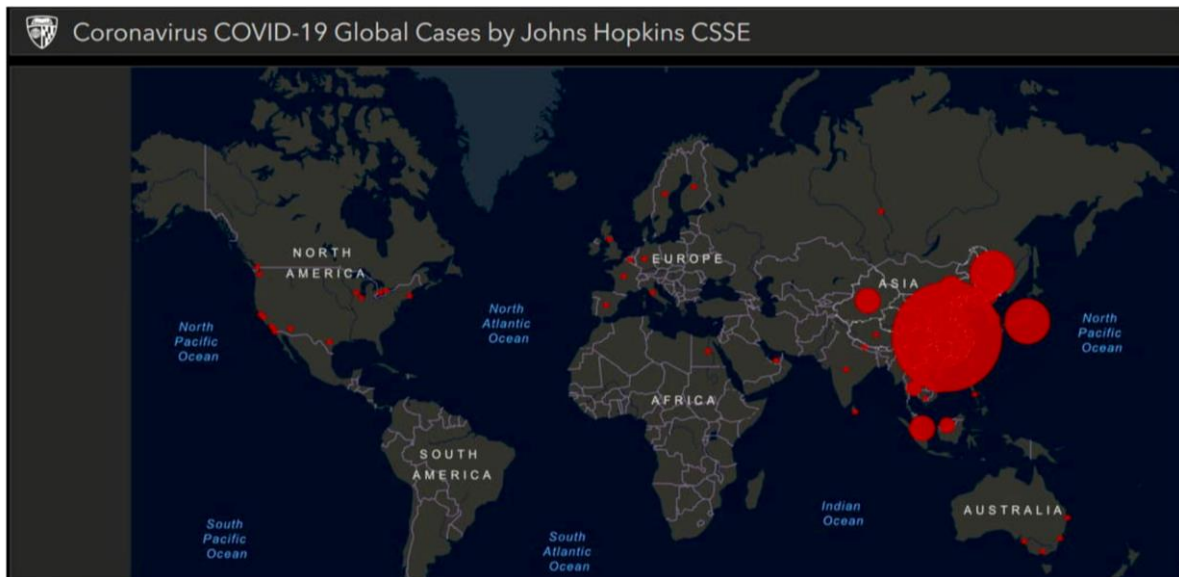 Coronavirus COVID-19 Global Cases by Johns Hopkins CSSE
NORTH
AMERICA
EUROPE
ASIA
North
Pacific
Ocean
North
Atlantic
Ocean
North
Pacific
Ocean
AFRICA
SOUTH
AMERICA
South
Pacific
Ocean
South
Atlantic
Ocean
Indian
Ocean
AUSTRALIA